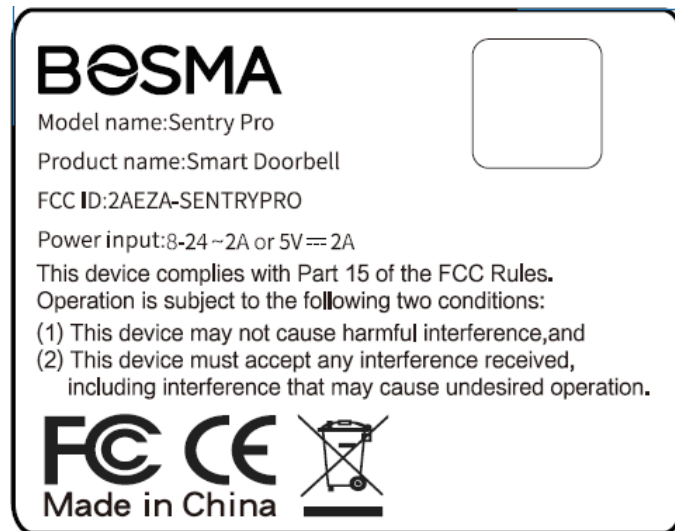 BOSMA
Model name:Sentry Pro
Product name:Smart Doorbell
FCC ID:2AEZA-SENTRYPRO
Power input:8-24~2A or 5V⎓2A
This device complies with Part 15 of the FCC Rules.
Operation is subject to the following two conditions:
(1) This device may not cause harmful interference,and
(2) This device must accept any interference received,
including interference that may cause undesired operation.
FC CE
Made in China